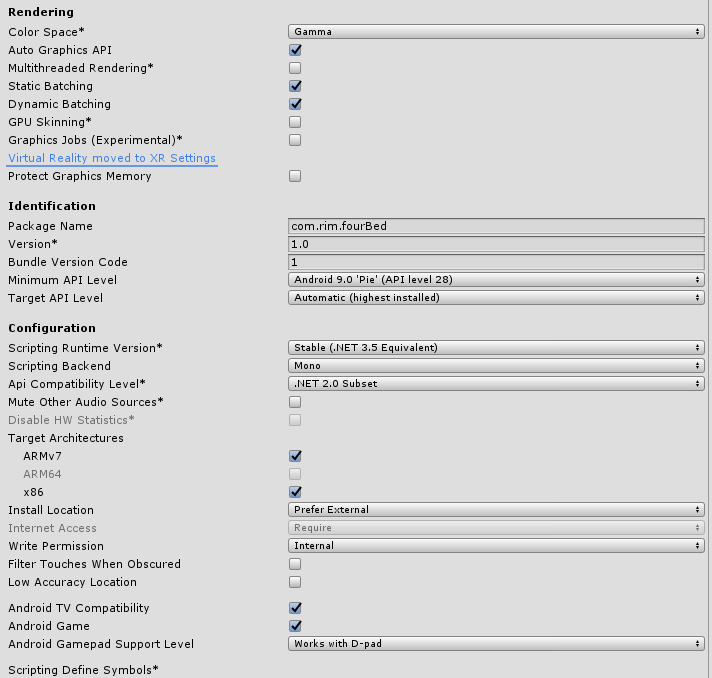 Rendering
Color Space* Gamma
Auto Graphics API
Multithreaded Rendering*
Static Batching
Dynamic Batching
GPU Skinning*
Graphics Jobs (Experimental)*
Virtual Reality moved to XR Settings
Protect Graphics Memory
Identification
Package Name com.rim.fourBed
Version* 1.0
Bundle Version Code 1
Minimum API Level Android 9.0 'Pie' (API level 28)
Target API Level Automatic (highest installed)
Configuration
Scripting Runtime Version* Stable (.NET 3.5 Equivalent)
Scripting Backend Mono
Api Compatibility Level* .NET 2.0 Subset
Mute Other Audio Sources*
Disable HW Statistics*
Target Architectures
ARMv7
ARM64
x86
Install Location Prefer External
Internet Access Require
Write Permission Internal
Filter Touches When Obscured
Low Accuracy Location
Android TV Compatibility
Android Game
Android Gamepad Support Level Works with D-pad
Scripting Define Symbols*